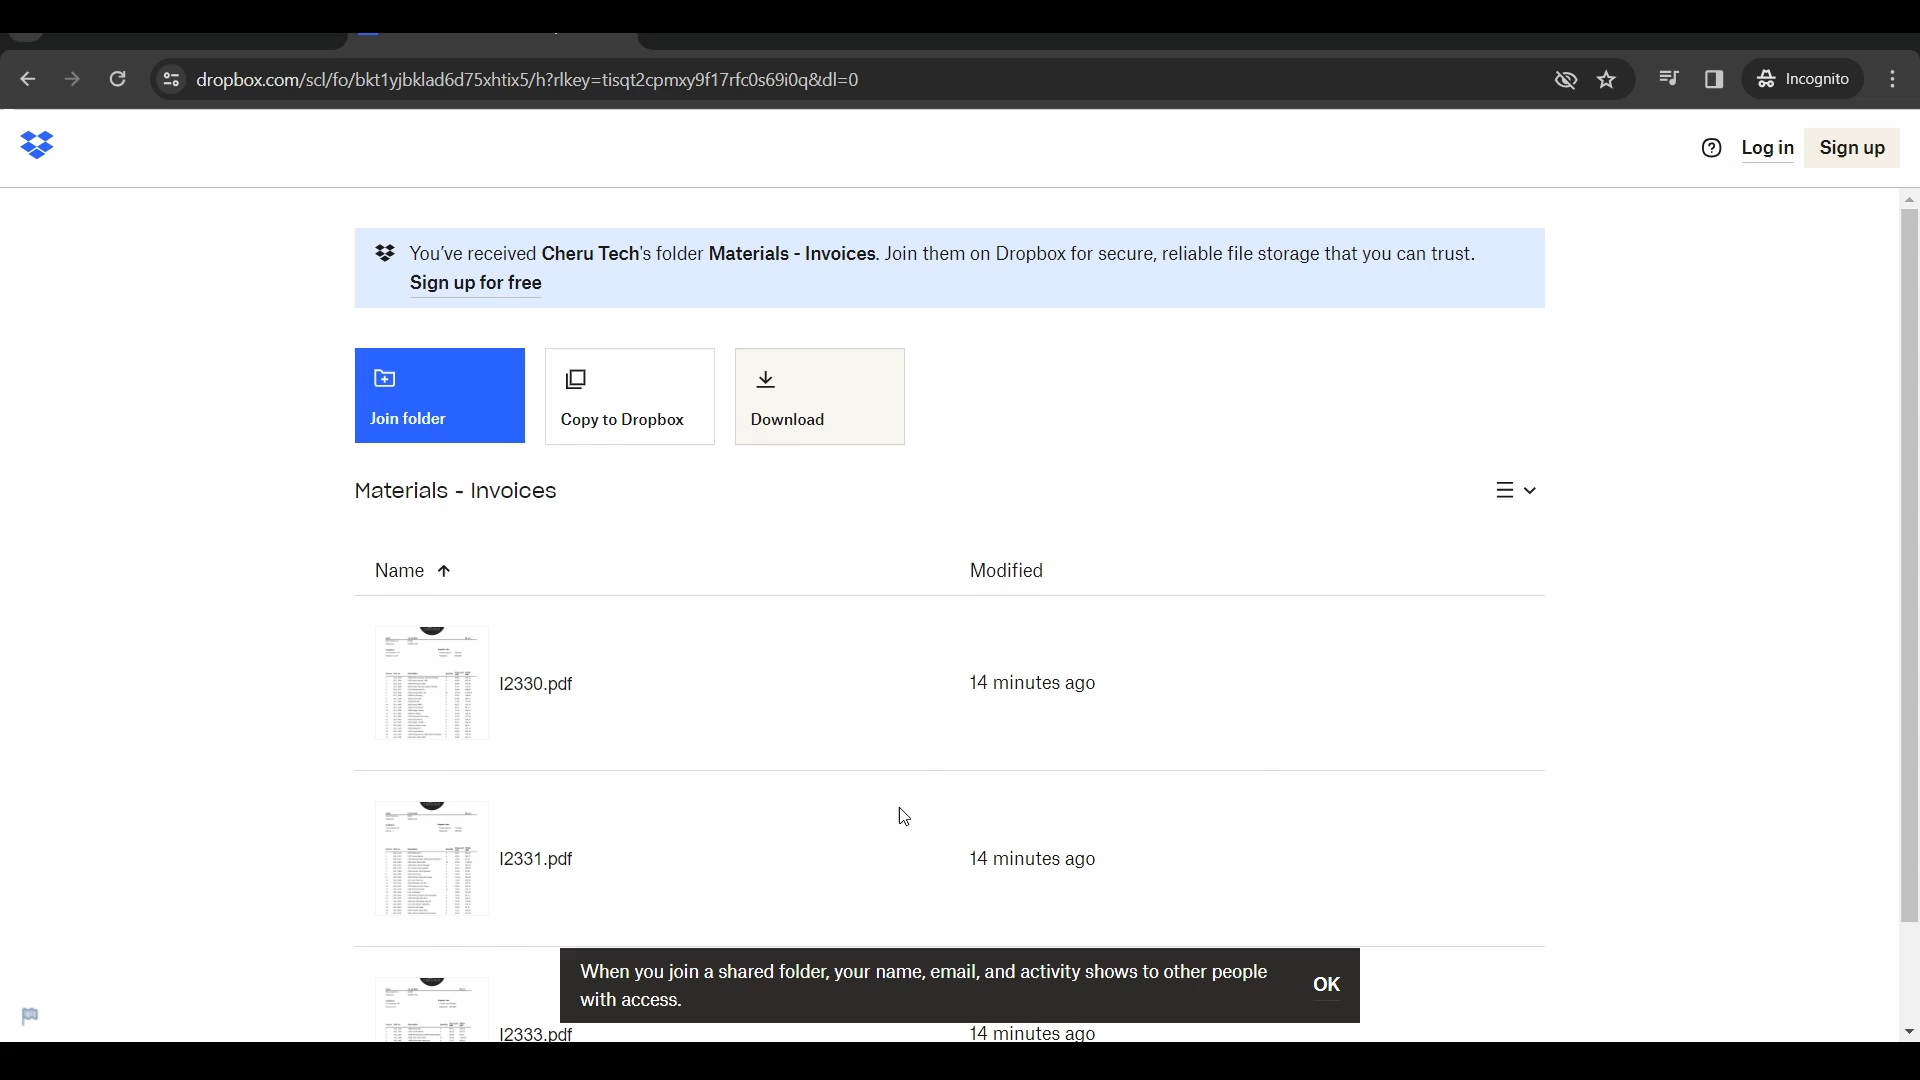 dropbox.com/scl/fo/bkt1yjbklad6d75xhtix5/h?rlkey=tisqt2cpmxy9f17rfc0s69i0q&dl=0
Incognito
Log in
Sign up
You've received Cheru Tech's folder Materials - Invoices. Join them on Dropbox for secure, reliable file storage that you can trust.
Sign up for free
Join folder
Copy to Dropbox
Download
Materials - Invoices
Name
Modified
I2330.pdf
14 minutes ago
I2331.pdf
14 minutes ago
When you join a shared folder, your name, email, and activity shows to other people
with access.
OK
I2333.pdf
14 minutes ago